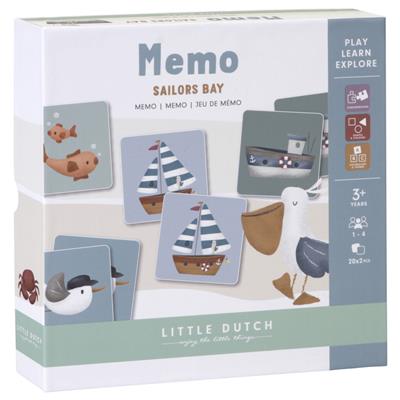 Memo
SAILORS BAY
MEMO | MEMO | JEU DE MÉMO
PLAY
LEARN
EXPLORE
3+
YEARS
1 - 4
20x2 PCS
LITTLE DUTCH
enjoy the little things